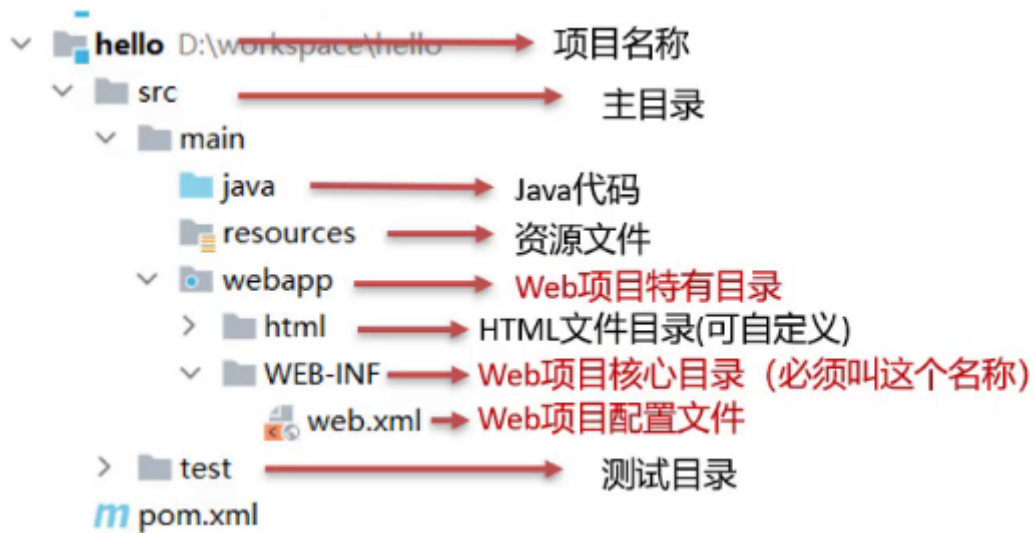 hello D:\workspace\hello 项目名称
src 主目录
main
java Java代码
resources 资源文件
webapp Web项目特有目录
html HTML文件目录(可自定义)
WEB-INF Web项目核心目录（必须叫这个名称）
web.xml Web项目配置文件
test 测试目录
pom.xml